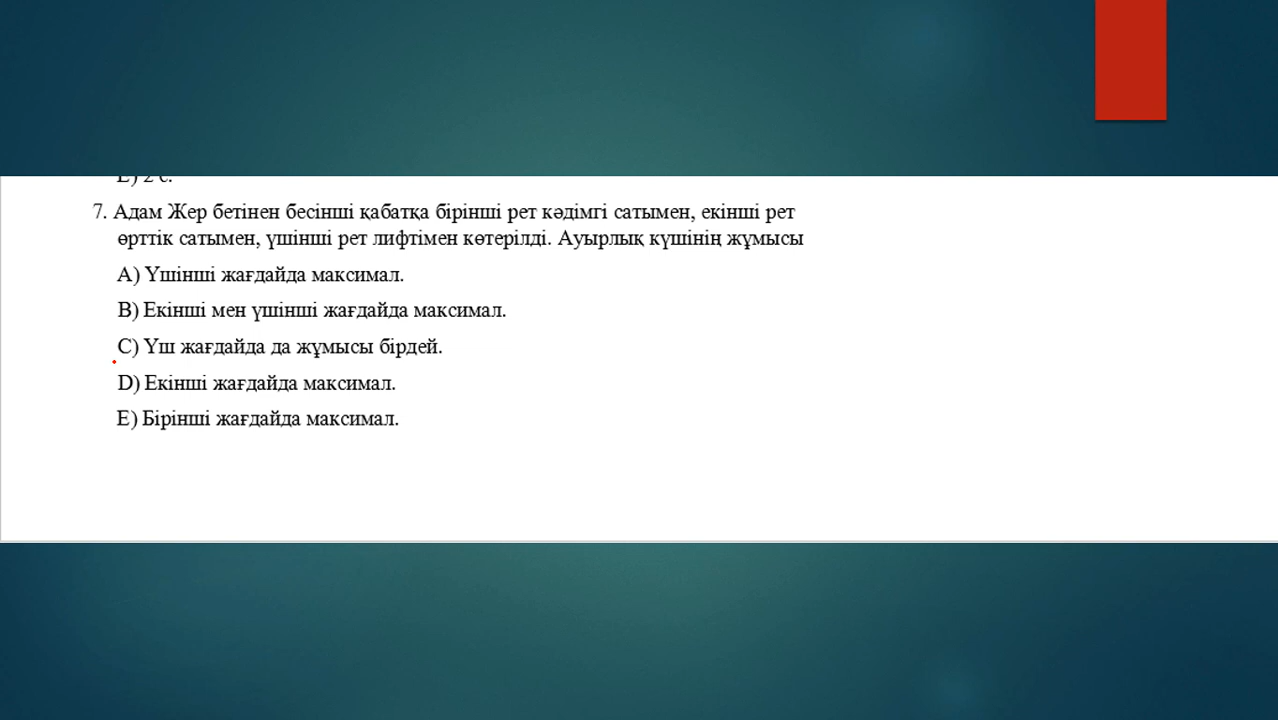 E) 2 с.
7. Адам Жер бетінен бесінші қабатқа бірінші рет кәдімгі сатымен, екінші рет
өрттік сатымен, үшінші рет лифтімен көтерілді. Ауырлық күшінің жұмысы
A) Үшінші жағдайда максимал.
B) Екінші мен үшінші жағдайда максимал.
C) Үш жағдайда да жұмысы бірдей.
D) Екінші жағдайда максимал.
E) Бірінші жағдайда максимал.